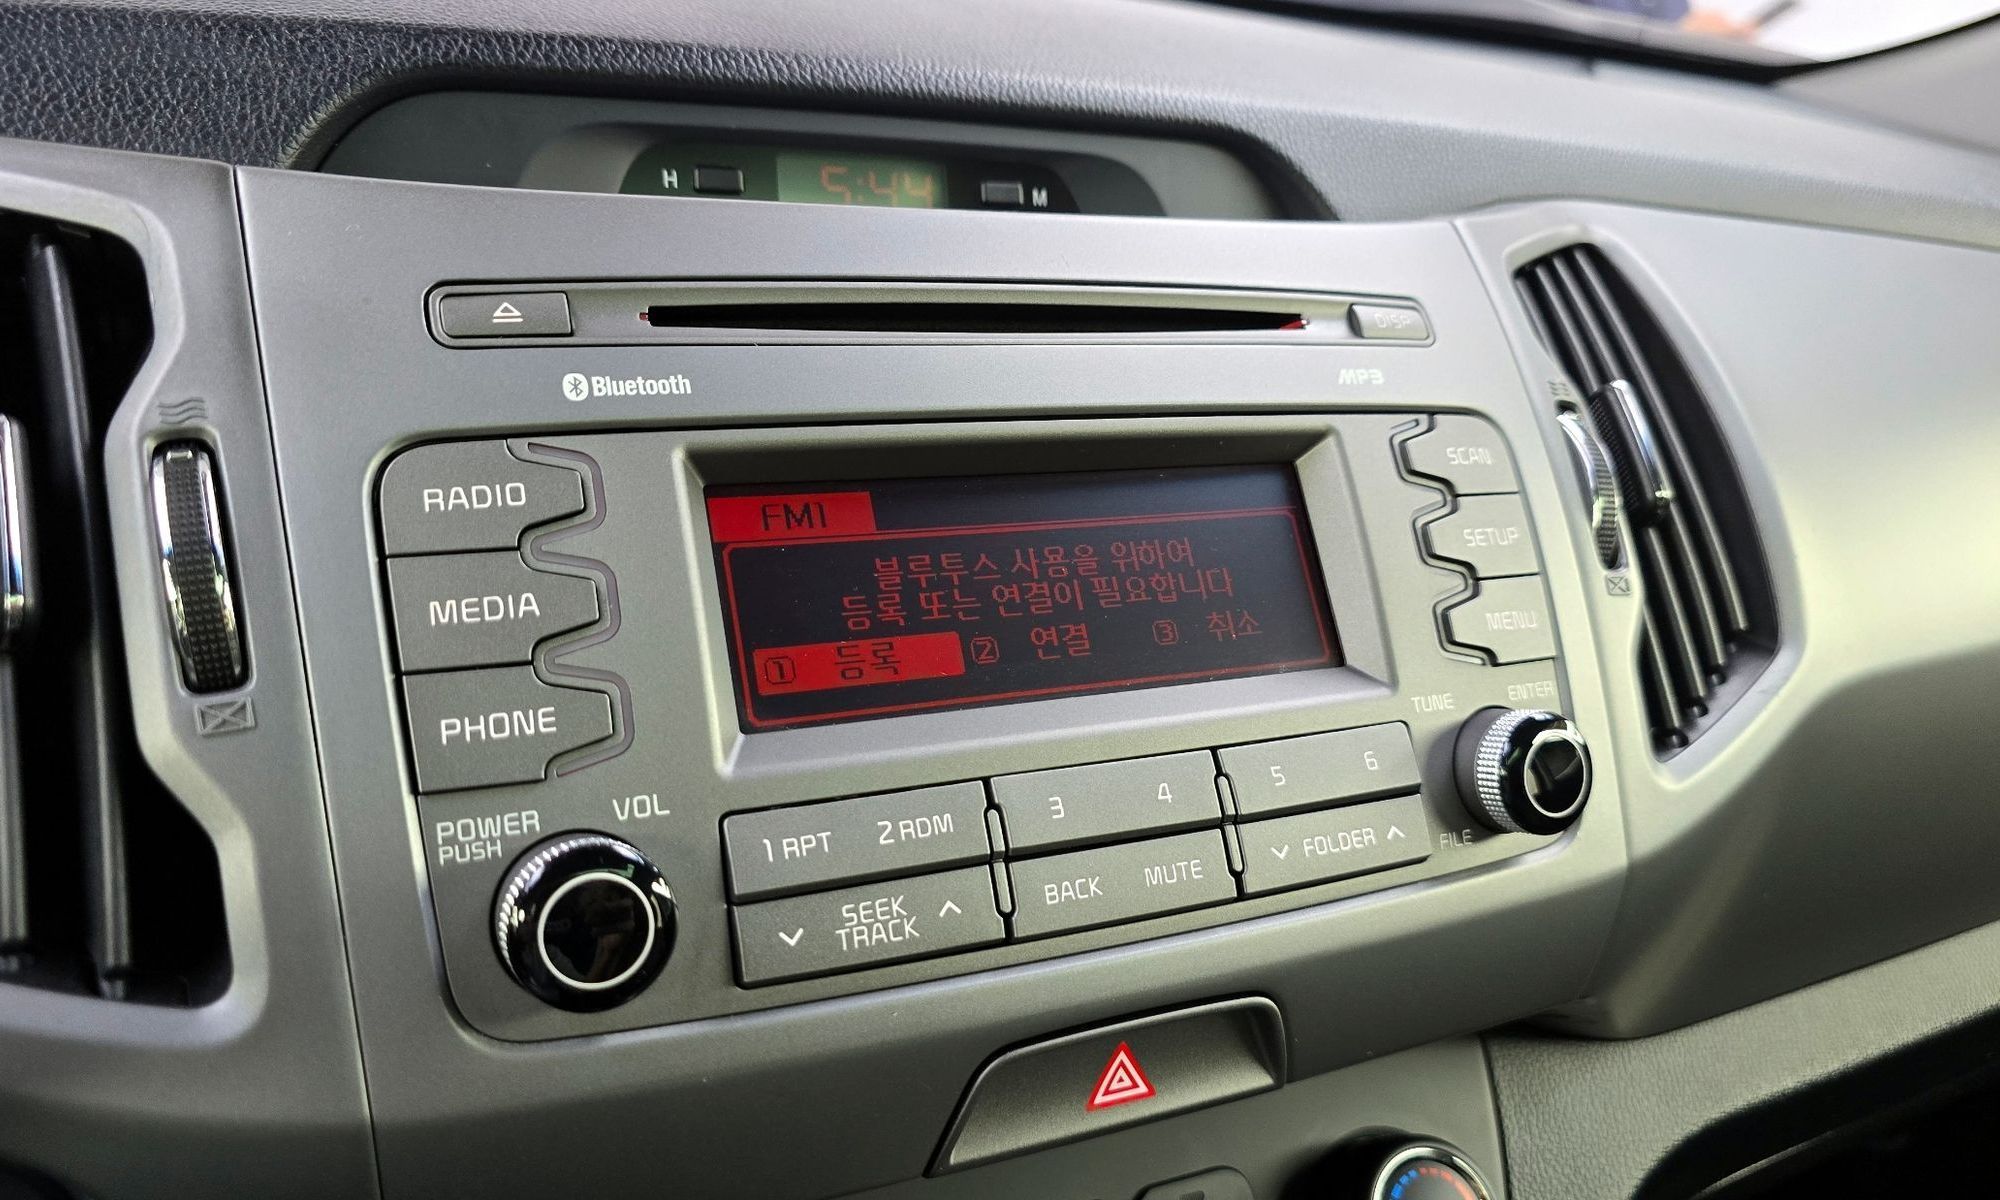 H 5:44 M
DISP
Bluetooth
MP3
RADIO
MEDIA
PHONE
FM1
블루투스 사용을 위하여
등록 또는 연결이 필요합니다
1 등록 2 연결 3 취소
SCAN
SETUP
MENU
POWER
PUSH
VOL
TUNE
ENTER
FILE
1 RPT 2 RDM 3 4 5 6
SEEK
TRACK
BACK MUTE
FOLDER